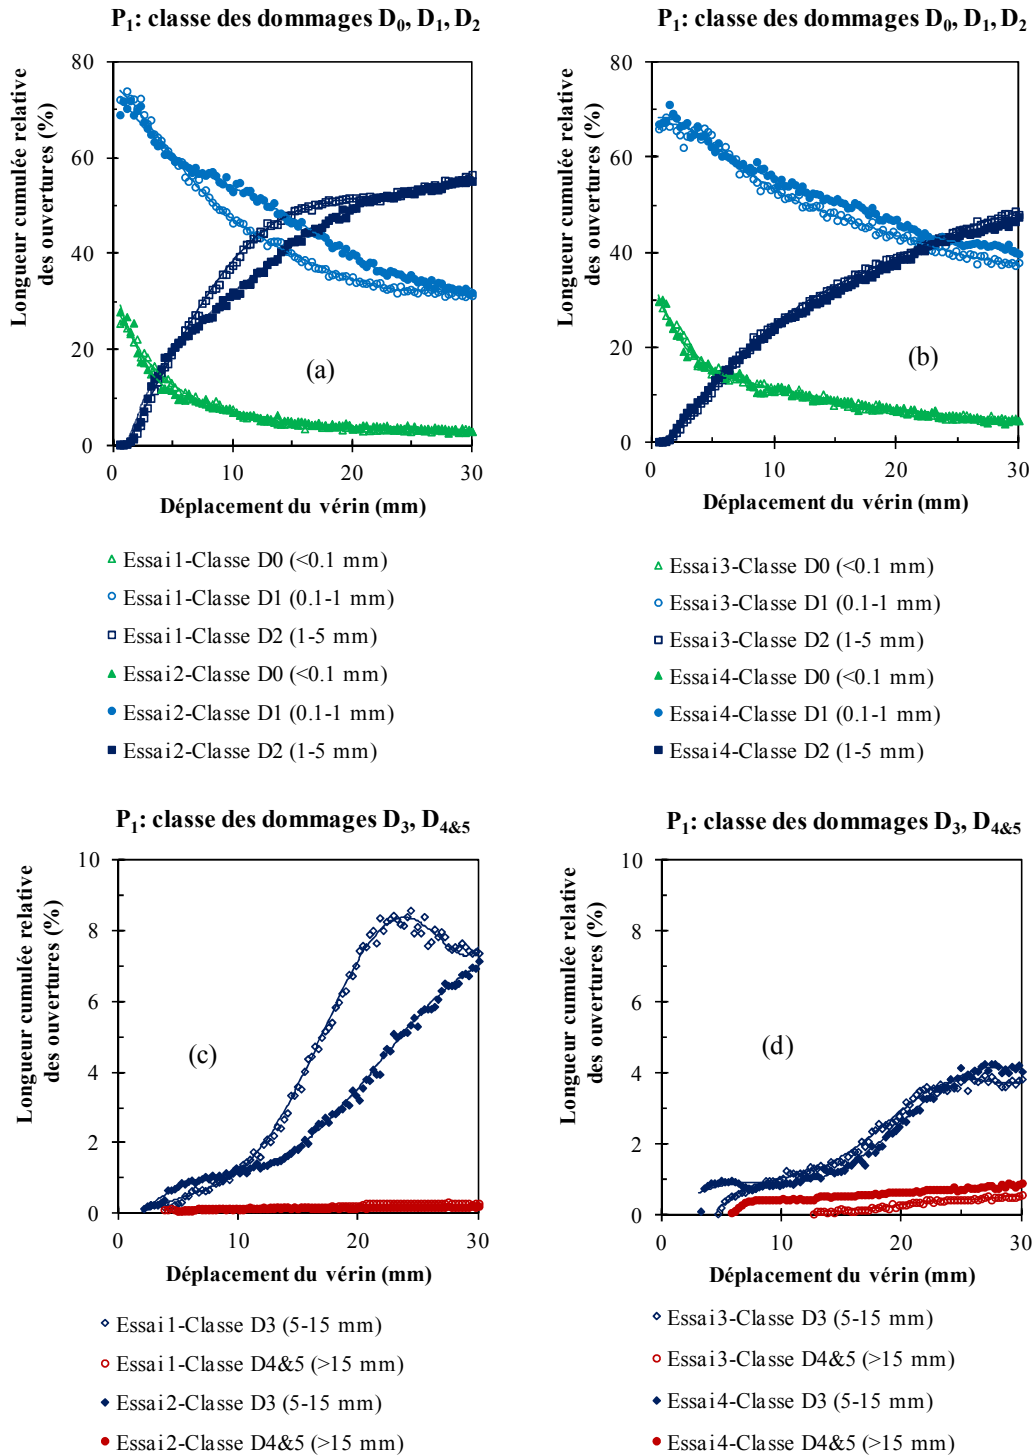 P1: classe des dommages D0, D1, D2
Longueur cumulée relative
des ouvertures (%)
80
60
40
20
0
(a)
0 10 20 30
Déplacement du vérin (mm)
Essai1-Classe D0 (<0.1 mm)
Essai1-Classe D1 (0.1-1 mm)
Essai1-Classe D2 (1-5 mm)
Essai2-Classe D0 (<0.1 mm)
Essai2-Classe D1 (0.1-1 mm)
Essai2-Classe D2 (1-5 mm)
P1: classe des dommages D0, D1, D2
Longueur cumulée relative
des ouvertures (%)
80
60
40
20
0
(b)
0 10 20 30
Déplacement du vérin (mm)
Essai3-Classe D0 (<0.1 mm)
Essai3-Classe D1 (0.1-1 mm)
Essai3-Classe D2 (1-5 mm)
Essai4-Classe D0 (<0.1 mm)
Essai4-Classe D1 (0.1-1 mm)
Essai4-Classe D2 (1-5 mm)
P1: classe des dommages D3, D4&5
Longueur cumulée relative
des ouvertures (%)
10
8
6
4
2
0
(c)
0 10 20 30
Déplacement du vérin (mm)
Essai1-Classe D3 (5-15 mm)
Essai1-Classe D4&5 (>15 mm)
Essai2-Classe D3 (5-15 mm)
Essai2-Classe D4&5 (>15 mm)
P1: classe des dommages D3, D4&5
Longueur cumulée relative
des ouvertures (%)
10
8
6
4
2
0
(d)
0 10 20 30
Déplacement du vérin (mm)
Essai3-Classe D3 (5-15 mm)
Essai3-Classe D4&5 (>15 mm)
Essai4-Classe D3 (5-15 mm)
Essai4-Classe D4&5 (>15 mm)